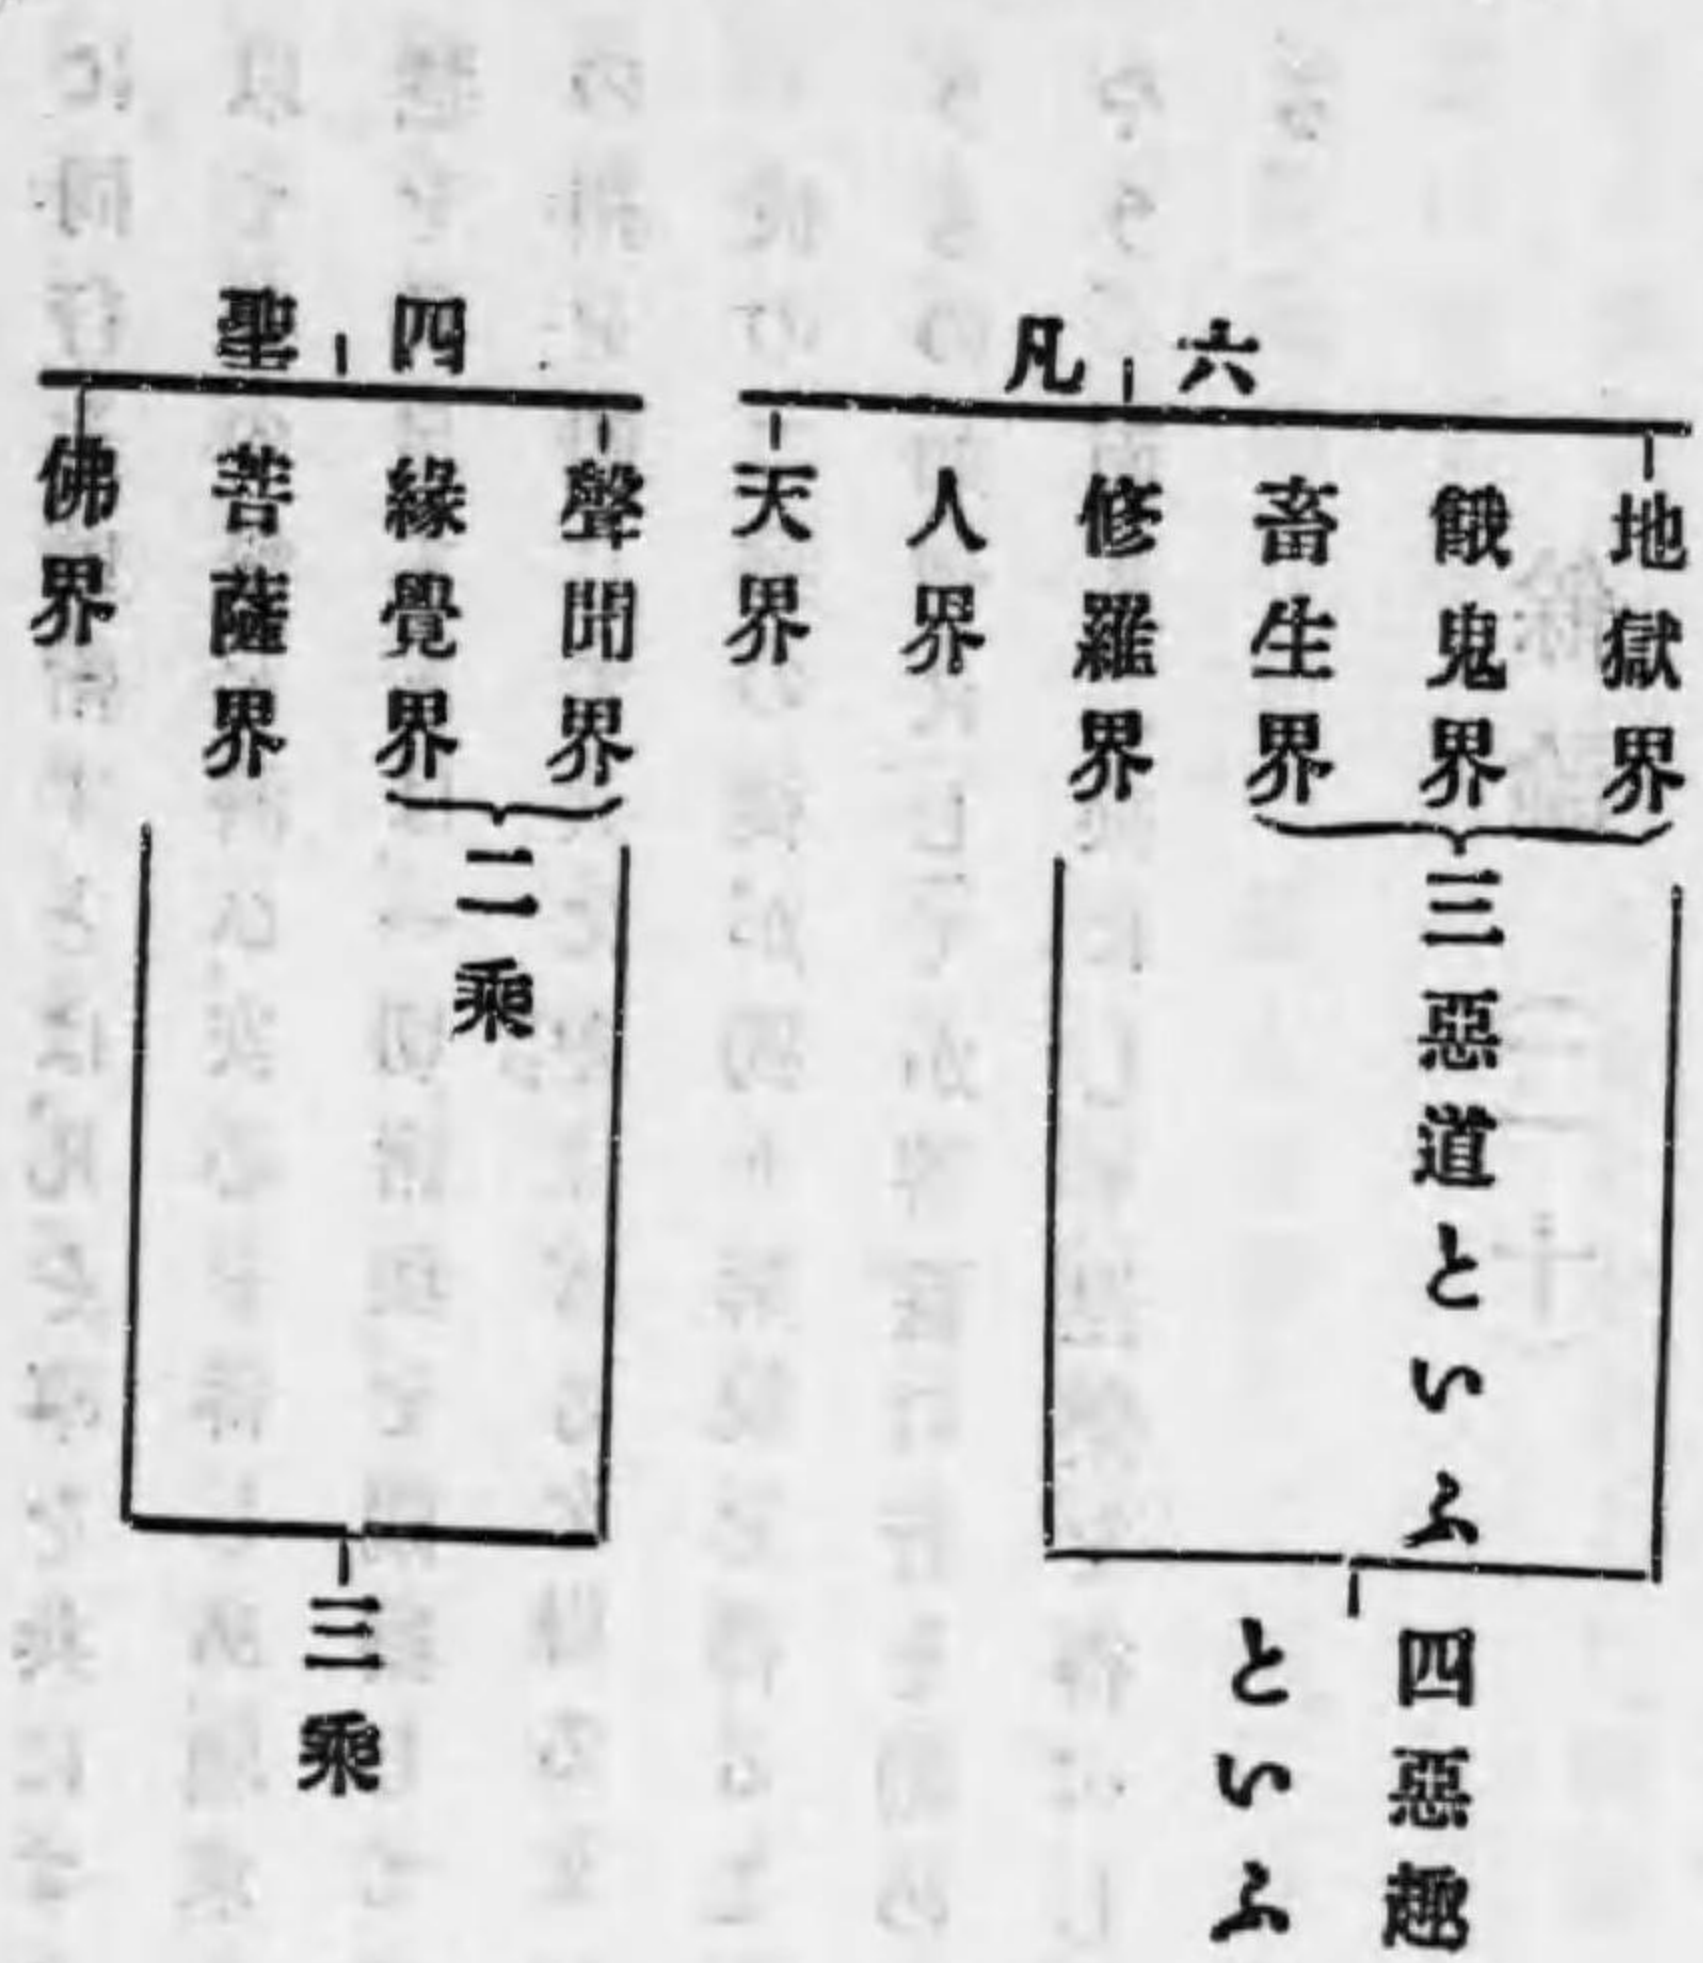 六凡
地獄界
餓鬼界
畜生界
修羅界
人界
天界
三惡道といふ
四惡趣
といふ
四聖
聲聞界
緣覺界
菩薩界
佛界
二乘
三乘